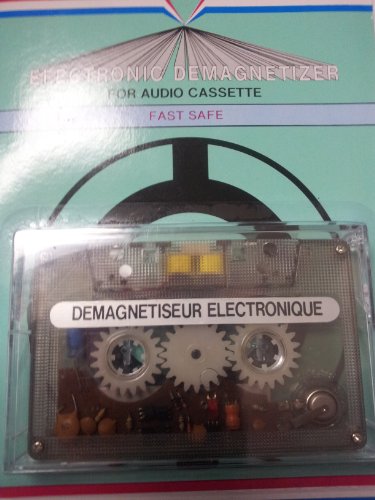 ELECTRONIC DEMAGNETIZER
FOR AUDIO CASSETTE
FAST SAFE
DEMAGNETISEUR ELECTRONIQUE